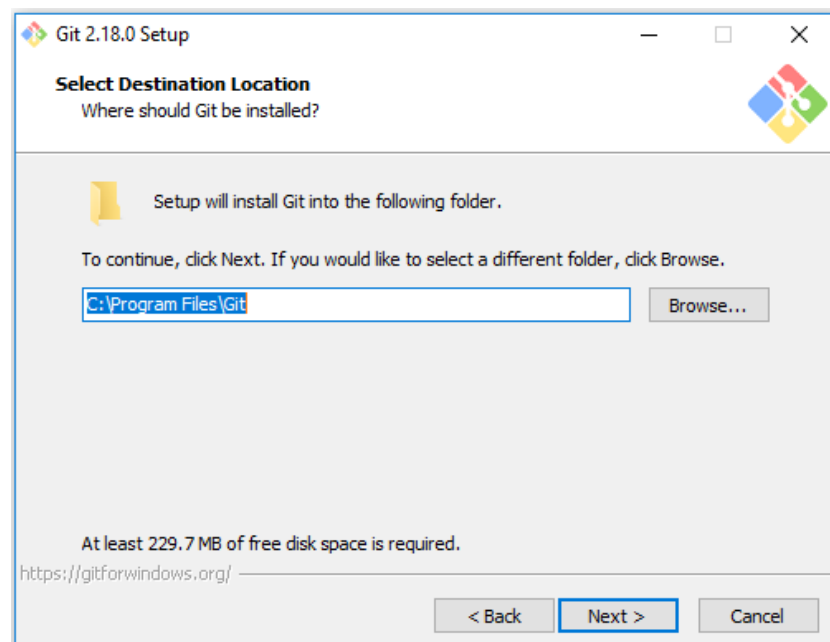 Git 2.18.0 Setup
Select Destination Location
Where should Git be installed?
Setup will install Git into the following folder.
To continue, click Next. If you would like to select a different folder, click Browse.
C:\Program Files\Git
Browse...
At least 229.7 MB of free disk space is required.
https://gitforwindows.org/
< Back
Next >
Cancel